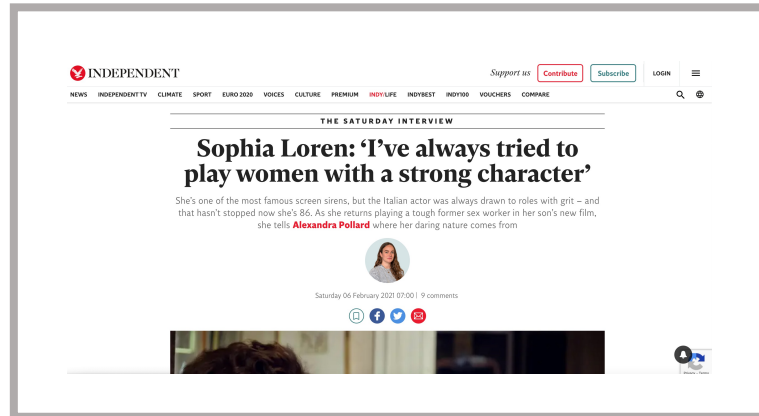 INDEPENDENT
Support us Contribute Subscribe LOGIN
NEWS INDEPENDENT TV CLIMATE SPORT EURO 2020 VOICES CULTURE PREMIUM INDY/LIFE INDYBEST INDY100 VOUCHERS COMPARE
THE SATURDAY INTERVIEW
Sophia Loren: ‘I’ve always tried to
play women with a strong character’
She’s one of the most famous screen sirens, but the Italian actor was always drawn to roles with grit – and
that hasn’t stopped now she’s 86. As she returns playing a tough former sex worker in her son’s new film,
she tells Alexandra Pollard where her daring nature comes from
Saturday 06 February 2021 07:00 | 9 comments